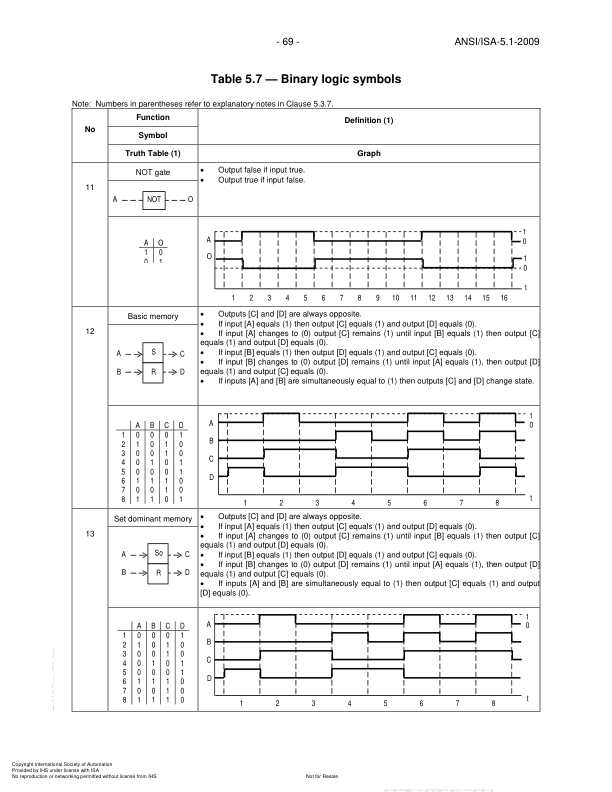 - 69 -
ANSI/ISA-5.1-2009
Table 5.7 — Binary logic symbols
Note: Numbers in parentheses refer to explanatory notes in Clause 5.3.7.
No
Function
Definition (1)
Symbol
Truth Table (1)
Graph
11
NOT gate
• Output false if input true.
• Output true if input false.
A NOT O
A O
1 0
0 1
A 1
0
O 1
0
1 2 3 4 5 6 7 8 9 10 11 12 13 14 15 16
t
12
Basic memory
• Outputs [C] and [D] are always opposite.
• If input [A] equals (1) then output [C] equals (1) and output [D] equals (0).
• If input [A] changes to (0) output [C] remains (1) until input [B] equals (1) then output [C]
equals (1) and output [D] equals (0).
• If input [B] equals (1) then output [D] equals (1) and output [C] equals (0).
• If input [B] changes to (0) output [D] remains (1) until input [A] equals (1), then output [D]
equals (1) and output [C] equals (0).
• If inputs [A] and [B] are simultaneously equal to (1) then outputs [C] and [D] change state.
A S C
B R D
A B C D
1 0 0 0 1
2 1 0 1 0
3 0 0 1 0
4 0 1 0 1
5 0 0 0 1
6 1 1 1 0
7 0 0 1 0
8 1 1 0 1
A 1
0
B
C
D
t
1 2 3 4 5 6 7 8
13
Set dominant memory
• Outputs [C] and [D] are always opposite.
• If input [A] equals (1) then output [C] equals (1) and output [D] equals (0).
• If input [A] changes to (0) output [C] remains (1) until input [B] equals (1) then output [C]
equals (1) and output [D] equals (0).
• If input [B] equals (1) then output [D] equals (1) and output [C] equals (0).
• If input [B] changes to (0) output [D] remains (1) until input [A] equals (1), then output [D]
equals (1) and output [C] equals (0).
• If inputs [A] and [B] are simultaneously equal to (1) then output [C] equals (1) and output
[D] equals (0).
A So C
B R D
A B C D
1 0 0 0 1
2 1 0 1 0
3 0 0 1 0
4 0 1 0 1
5 0 0 0 1
6 1 1 1 0
7 0 0 1 0
8 1 1 1 0
A 1
0
B
C
D
t
1 2 3 4 5 6 7 8
Copyright International Society of Automation
Provided by IHS under license with ISA
No reproduction or networking permitted without license from IHS
Not for Resale